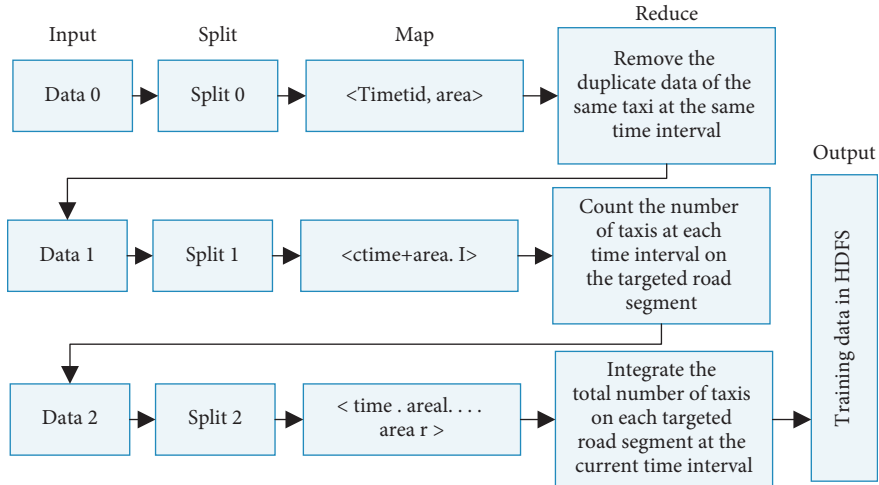 Input
Split
Map
Reduce
Data 0
Split 0
<Timetid, area>
Remove the
duplicate data of the
same taxi at the same
time interval
Output
Data 1
Split 1
<ctime+area. I>
Count the number
of taxis at each
time interval on
the targeted road
segment
Data 2
Split 2
< time . areal. . . .
area r >
Integrate the
total number of taxis
on each targeted
road segment at the
current time interval
Training data in HDFS